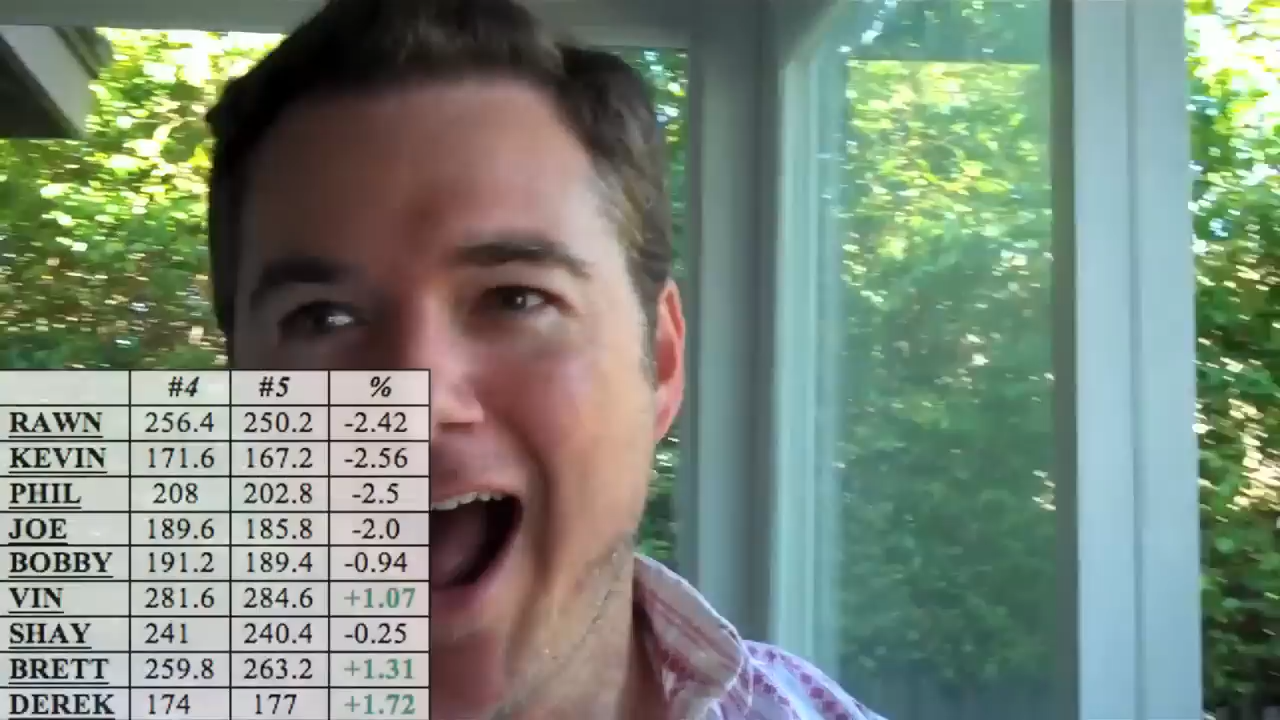 #4 #5 %
RAWN 256.4 250.2 -2.42
KEVIN 171.6 167.2 -2.56
PHIL 208 202.8 -2.5
JOE 189.6 185.8 -2.0
BOBBY 191.2 189.4 -0.94
VIN 281.6 284.6 +1.07
SHAY 241 240.4 -0.25
BRETT 259.8 263.2 +1.31
DEREK 174 177 +1.72